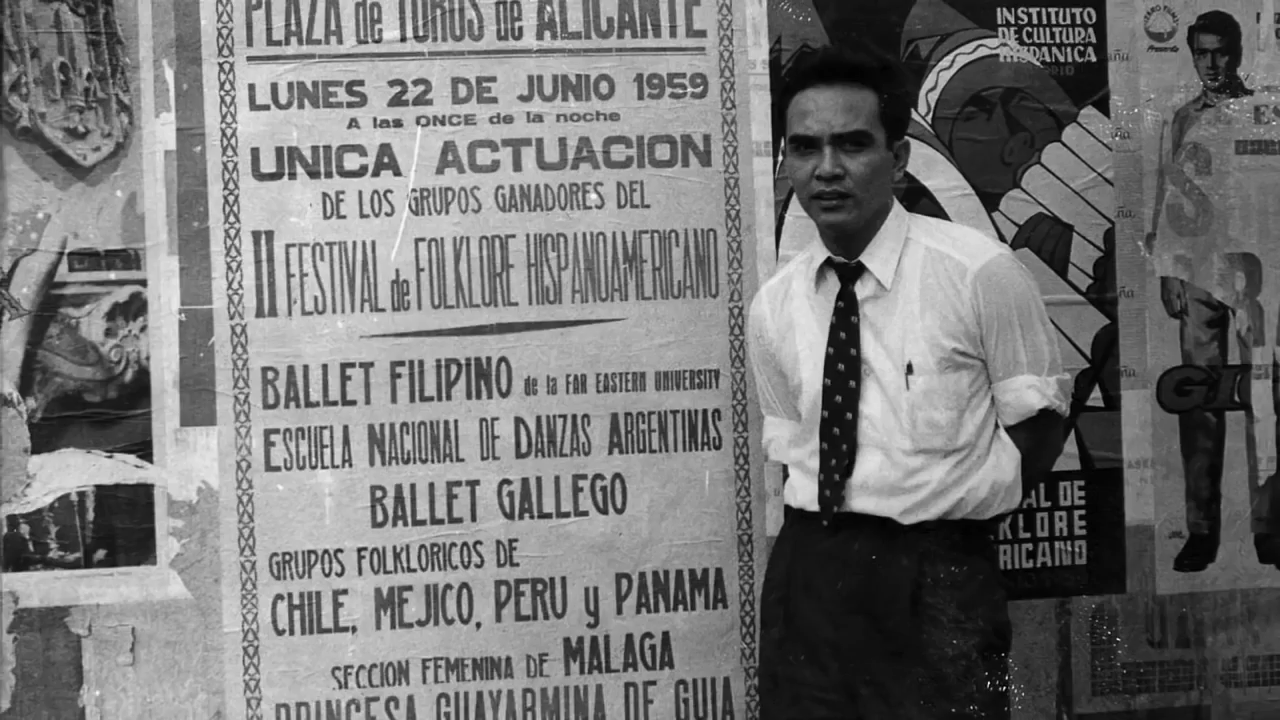 PLAZA de TOROS de ALICANTE
LUNES 22 DE JUNIO 1959
A las ONCE de la noche
UNICA ACTUACION
DE LOS GRUPOS GANADORES DEL
II FESTIVAL de FOLKLORE HISPANOAMERICANO
BALLET FILIPINO de la FAR EASTERN UNIVERSITY
ESCUELA NACIONAL DE DANZAS ARGENTINAS
BALLET GALLEGO
GRUPOS FOLKLORICOS DE
CHILE, MEJICO, PERU y PANAMA
SECCION FEMENINA DE MALAGA
PRINCESA GUAYARMINA DE GUIA
INSTITUTO
DE CULTURA
HISPANICA
AL DE
KLORE
RICANO
Presenta
GI